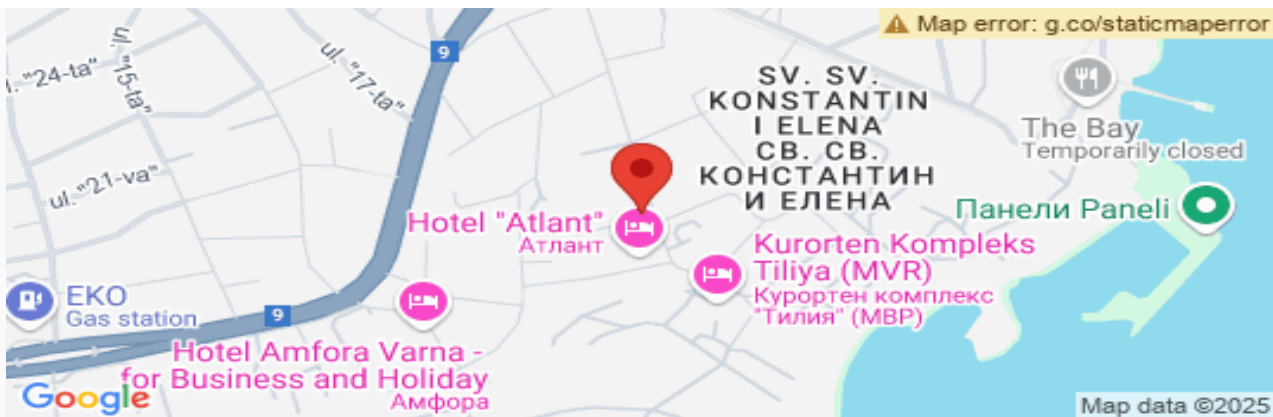 Map error: g.co/staticmaperror
9
ul. "24-ta"
ul. "15-ta"
ul. "17-ta"
ul. "21-va"
SV. SV.
KONSTANTIN
I ELENA
СВ. СВ.
КОНСТАНТИН
И ЕЛЕНА
The Bay
Temporarily closed
Панели Paneli
Hotel "Atlant"
Атлант
Kurorten Kompleks
Tiliya (MVR)
Курортен комплекс
"Тилия" (МВР)
EKO
Gas station
9
Hotel Amfora Varna -
for Business and Holiday
Амфора
Google
Map data ©2025